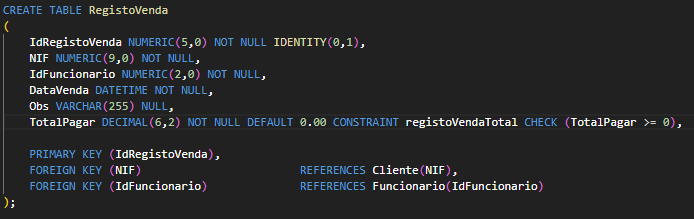 CREATE TABLE RegistoVenda
(
IdRegistoVenda NUMERIC(5,0) NOT NULL IDENTITY(0,1),
NIF NUMERIC(9,0) NOT NULL,
IdFuncionario NUMERIC(2,0) NOT NULL,
DataVenda DATETIME NOT NULL,
Obs VARCHAR(255) NULL,
TotalPagar DECIMAL(6,2) NOT NULL DEFAULT 0.00 CONSTRAINT registoVendaTotal CHECK (TotalPagar >= 0),
PRIMARY KEY (IdRegistoVenda),
FOREIGN KEY (NIF) REFERENCES Cliente(NIF),
FOREIGN KEY (IdFuncionario) REFERENCES Funcionario(IdFuncionario)
);